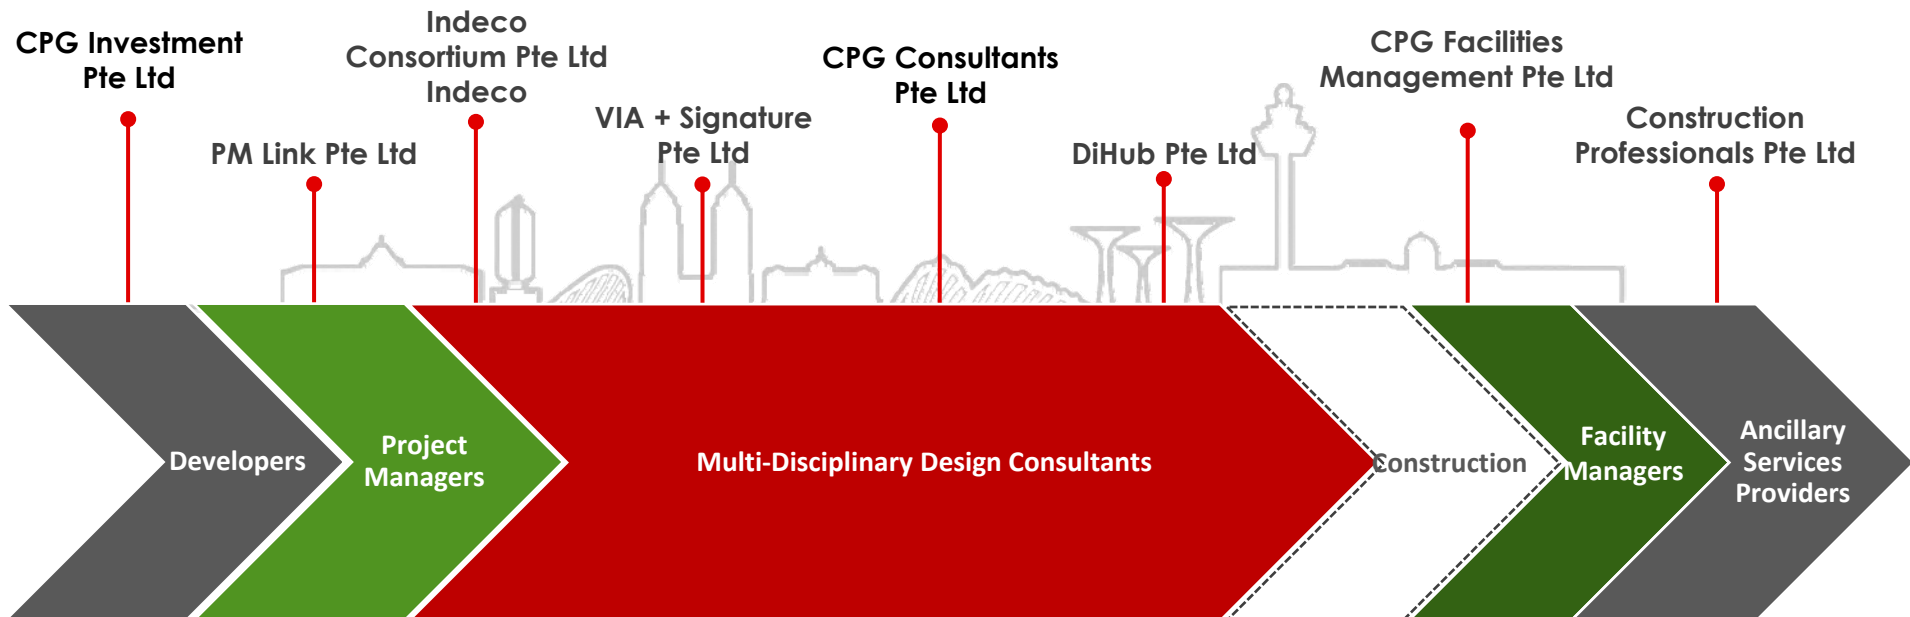 CPG Investment
Pte Ltd
PM Link Pte Ltd
Indeco
Consortium Pte Ltd
Indeco
VIA + Signature
Pte Ltd
CPG Consultants
Pte Ltd
DiHub Pte Ltd
CPG Facilities
Management Pte Ltd
Construction
Professionals Pte Ltd
Developers
Project
Managers
Multi-Disciplinary Design Consultants
Construction
Facility
Managers
Ancillary
Services
Providers